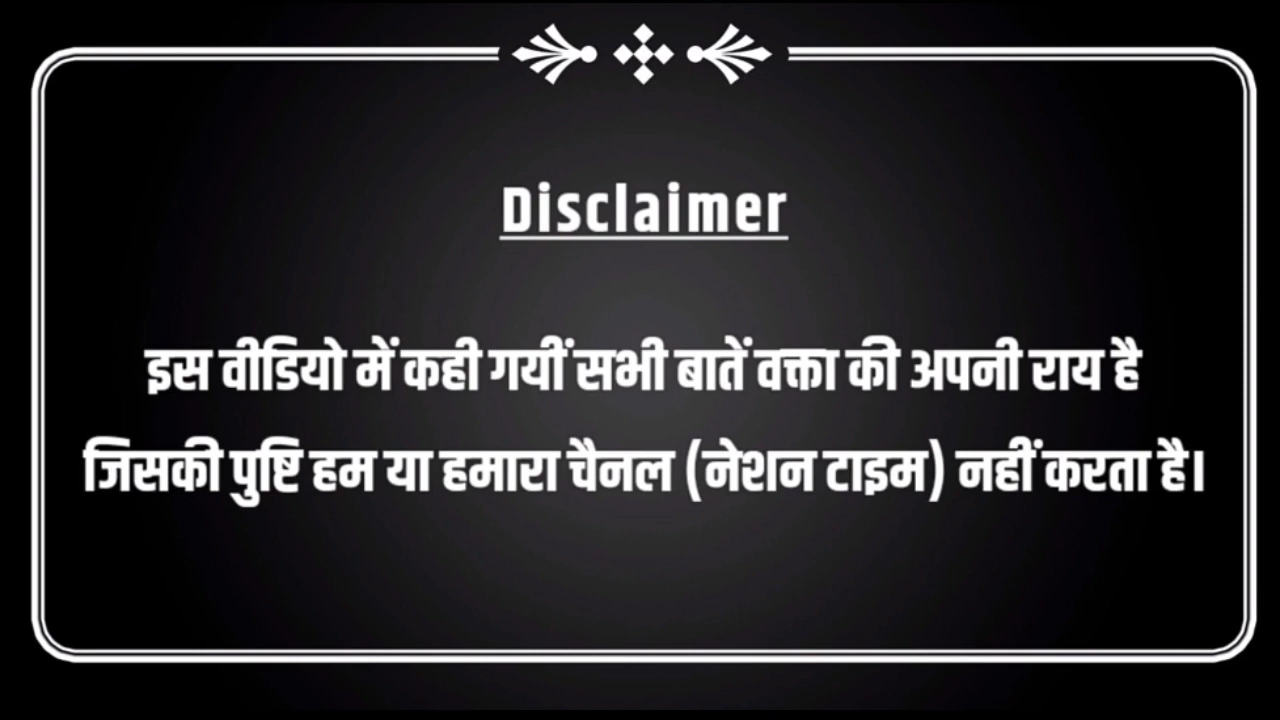 Disclaimer
इस वीडियो में कही गयीं सभी बातें वक्ता की अपनी राय है
जिसकी पुष्टि हम या हमारा चैनल (नेशन टाइम) नहीं करता है।